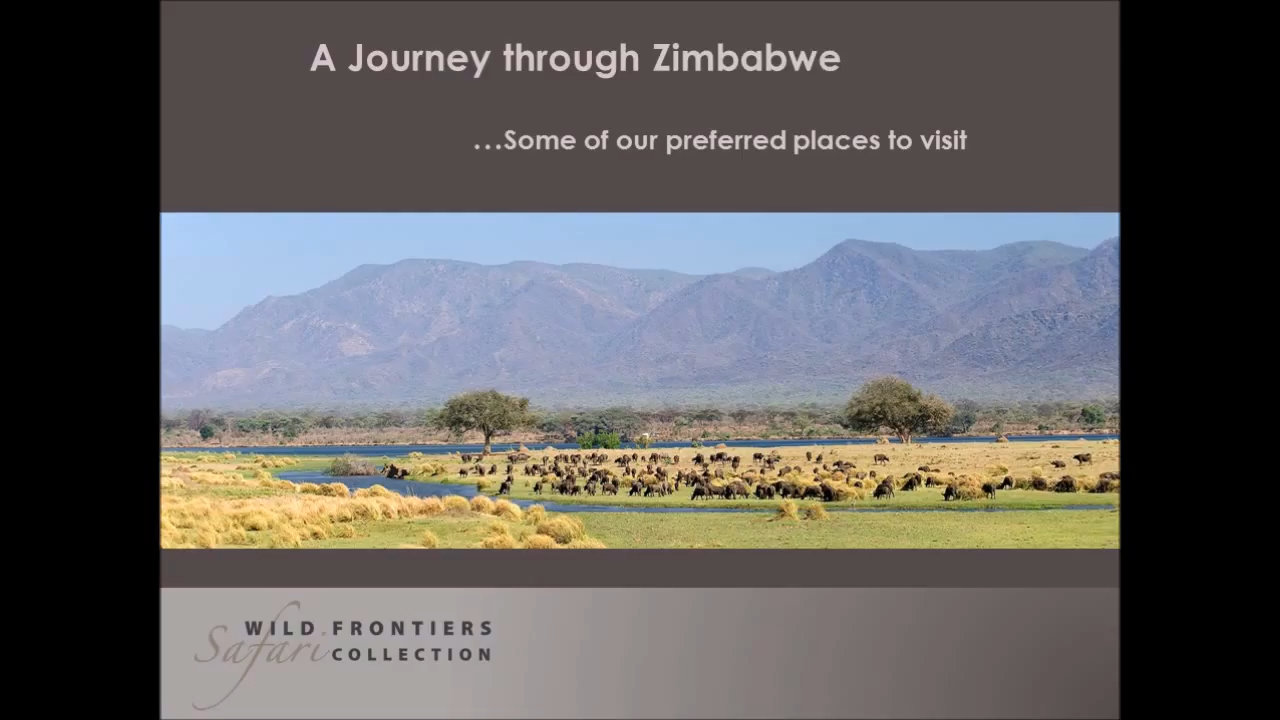 A Journey through Zimbabwe
…Some of our preferred places to visit
WILD FRONTIERS
Safari COLLECTION